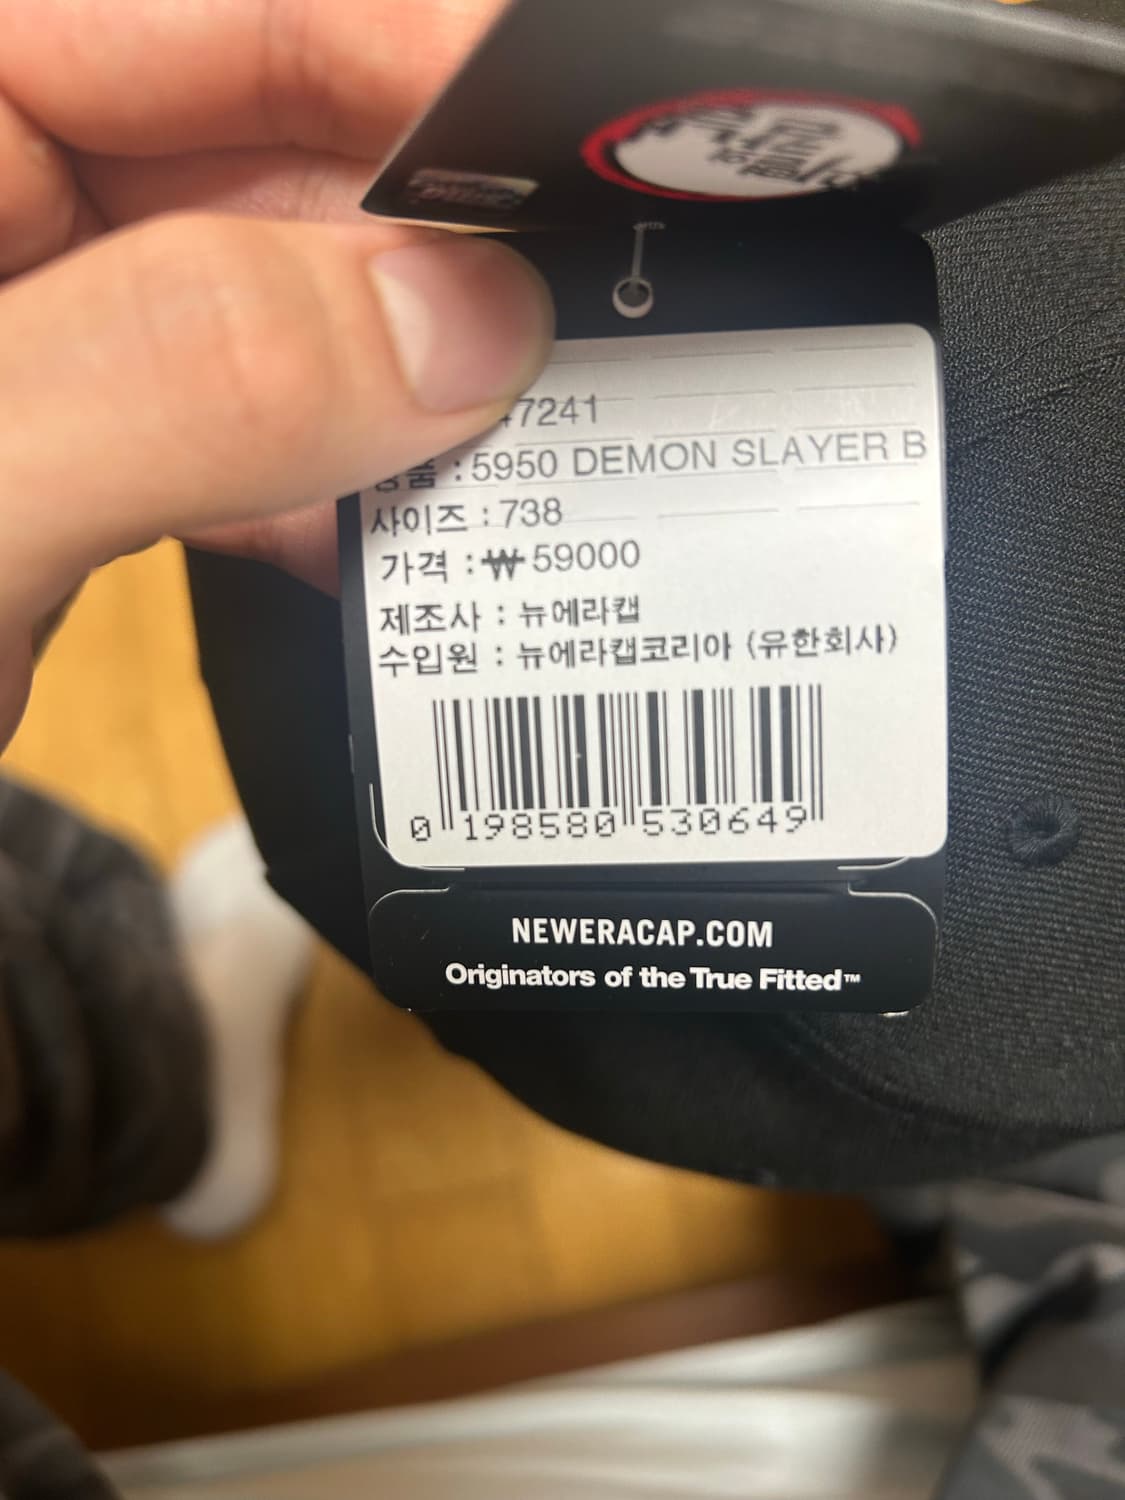 7241
품 : 5950 DEMON SLAYER B
사이즈 : 738
가격 : ₩59000
제조사 : 뉴에라캡
수입원 : 뉴에라캡코리아 (유한회사)
0 198580 530649
NEWERACAP.COM
Originators of the True Fitted™